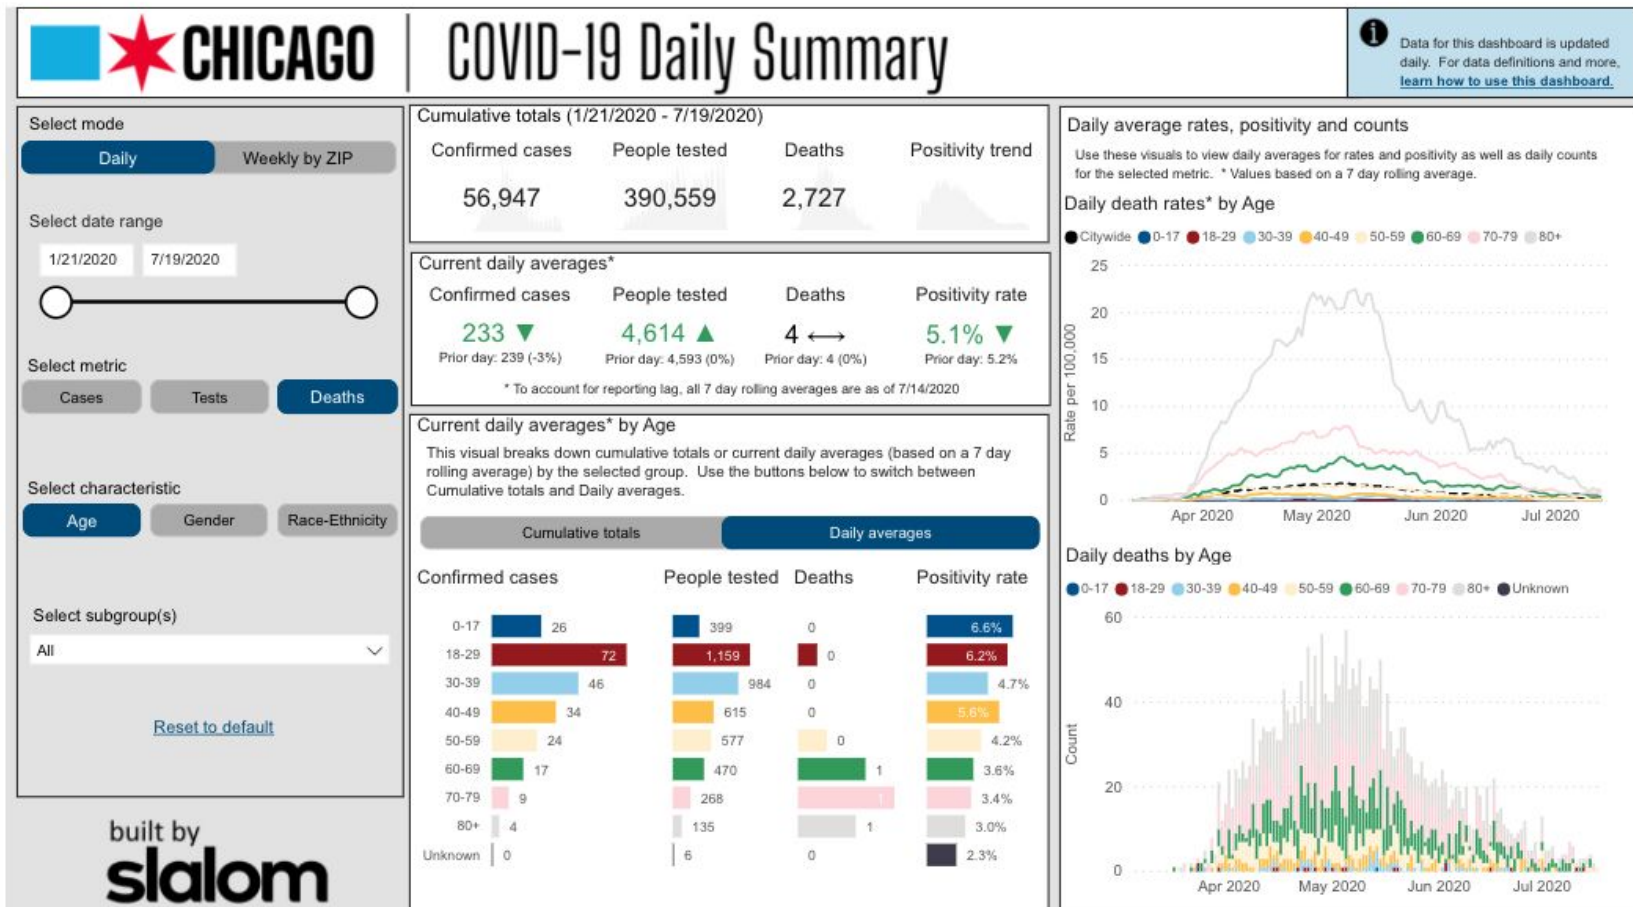 CHICAGO
COVID-19 Daily Summary
Data for this dashboard is updated
daily. For data definitions and more,
learn how to use this dashboard.
Select mode
Daily
Weekly by ZIP
Select date range
1/21/2020
7/19/2020
Select metric
Cases
Tests
Deaths
Select characteristic
Age
Gender
Race-Ethnicity
Select subgroup(s)
All
Reset to default
built by
slalom
Cumulative totals (1/21/2020 - 7/19/2020)
Confirmed cases People tested Deaths Positivity trend
56,947 390,559 2,727
Current daily averages*
Confirmed cases People tested Deaths Positivity rate
233 ▼ 4,614 ▲ 4 ⟷ 5.1% ▼
Prior day: 239 (-3%) Prior day: 4,593 (0%) Prior day: 4 (0%) Prior day: 5.2%
* To account for reporting lag, all 7 day rolling averages are as of 7/14/2020
Current daily averages* by Age
This visual breaks down cumulative totals or current daily averages (based on a 7 day
rolling average) by the selected group. Use the buttons below to switch between
Cumulative totals and Daily averages.
Cumulative totals
Daily averages
Confirmed cases People tested Deaths Positivity rate
0-17 26 399 0 6.6%
18-29 72 1,159 0 6.2%
30-39 46 984 0 4.7%
40-49 34 615 0 5.6%
50-59 24 577 0 4.2%
60-69 17 470 1 3.6%
70-79 9 268 1 3.4%
80+ 4 135 1 3.0%
Unknown 0 6 0 2.3%
Daily average rates, positivity and counts
Use these visuals to view daily averages for rates and positivity as well as daily counts
for the selected metric. * Values based on a 7 day rolling average.
Daily death rates* by Age
Citywide 0-17 18-29 30-39 40-49 50-59 60-69 70-79 80+
Rate per 100,000
25
20
15
10
5
0
Apr 2020 May 2020 Jun 2020 Jul 2020
Daily deaths by Age
0-17 18-29 30-39 40-49 50-59 60-69 70-79 80+ Unknown
Count
60
40
20
0
Apr 2020 May 2020 Jun 2020 Jul 2020